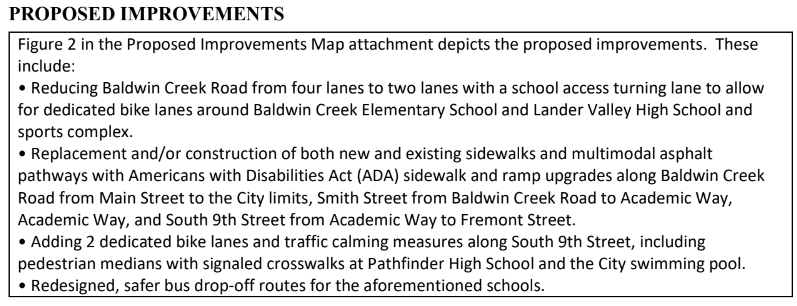 PROPOSED IMPROVEMENTS
Figure 2 in the Proposed Improvements Map attachment depicts the proposed improvements.  These
include:
• Reducing Baldwin Creek Road from four lanes to two lanes with a school access turning lane to allow
for dedicated bike lanes around Baldwin Creek Elementary School and Lander Valley High School and
sports complex.
• Replacement and/or construction of both new and existing sidewalks and multimodal asphalt
pathways with Americans with Disabilities Act (ADA) sidewalk and ramp upgrades along Baldwin Creek
Road from Main Street to the City limits, Smith Street from Baldwin Creek Road to Academic Way,
Academic Way, and South 9th Street from Academic Way to Fremont Street.
• Adding 2 dedicated bike lanes and traffic calming measures along South 9th Street, including
pedestrian medians with signaled crosswalks at Pathfinder High School and the City swimming pool.
• Redesigned, safer bus drop-off routes for the aforementioned schools.